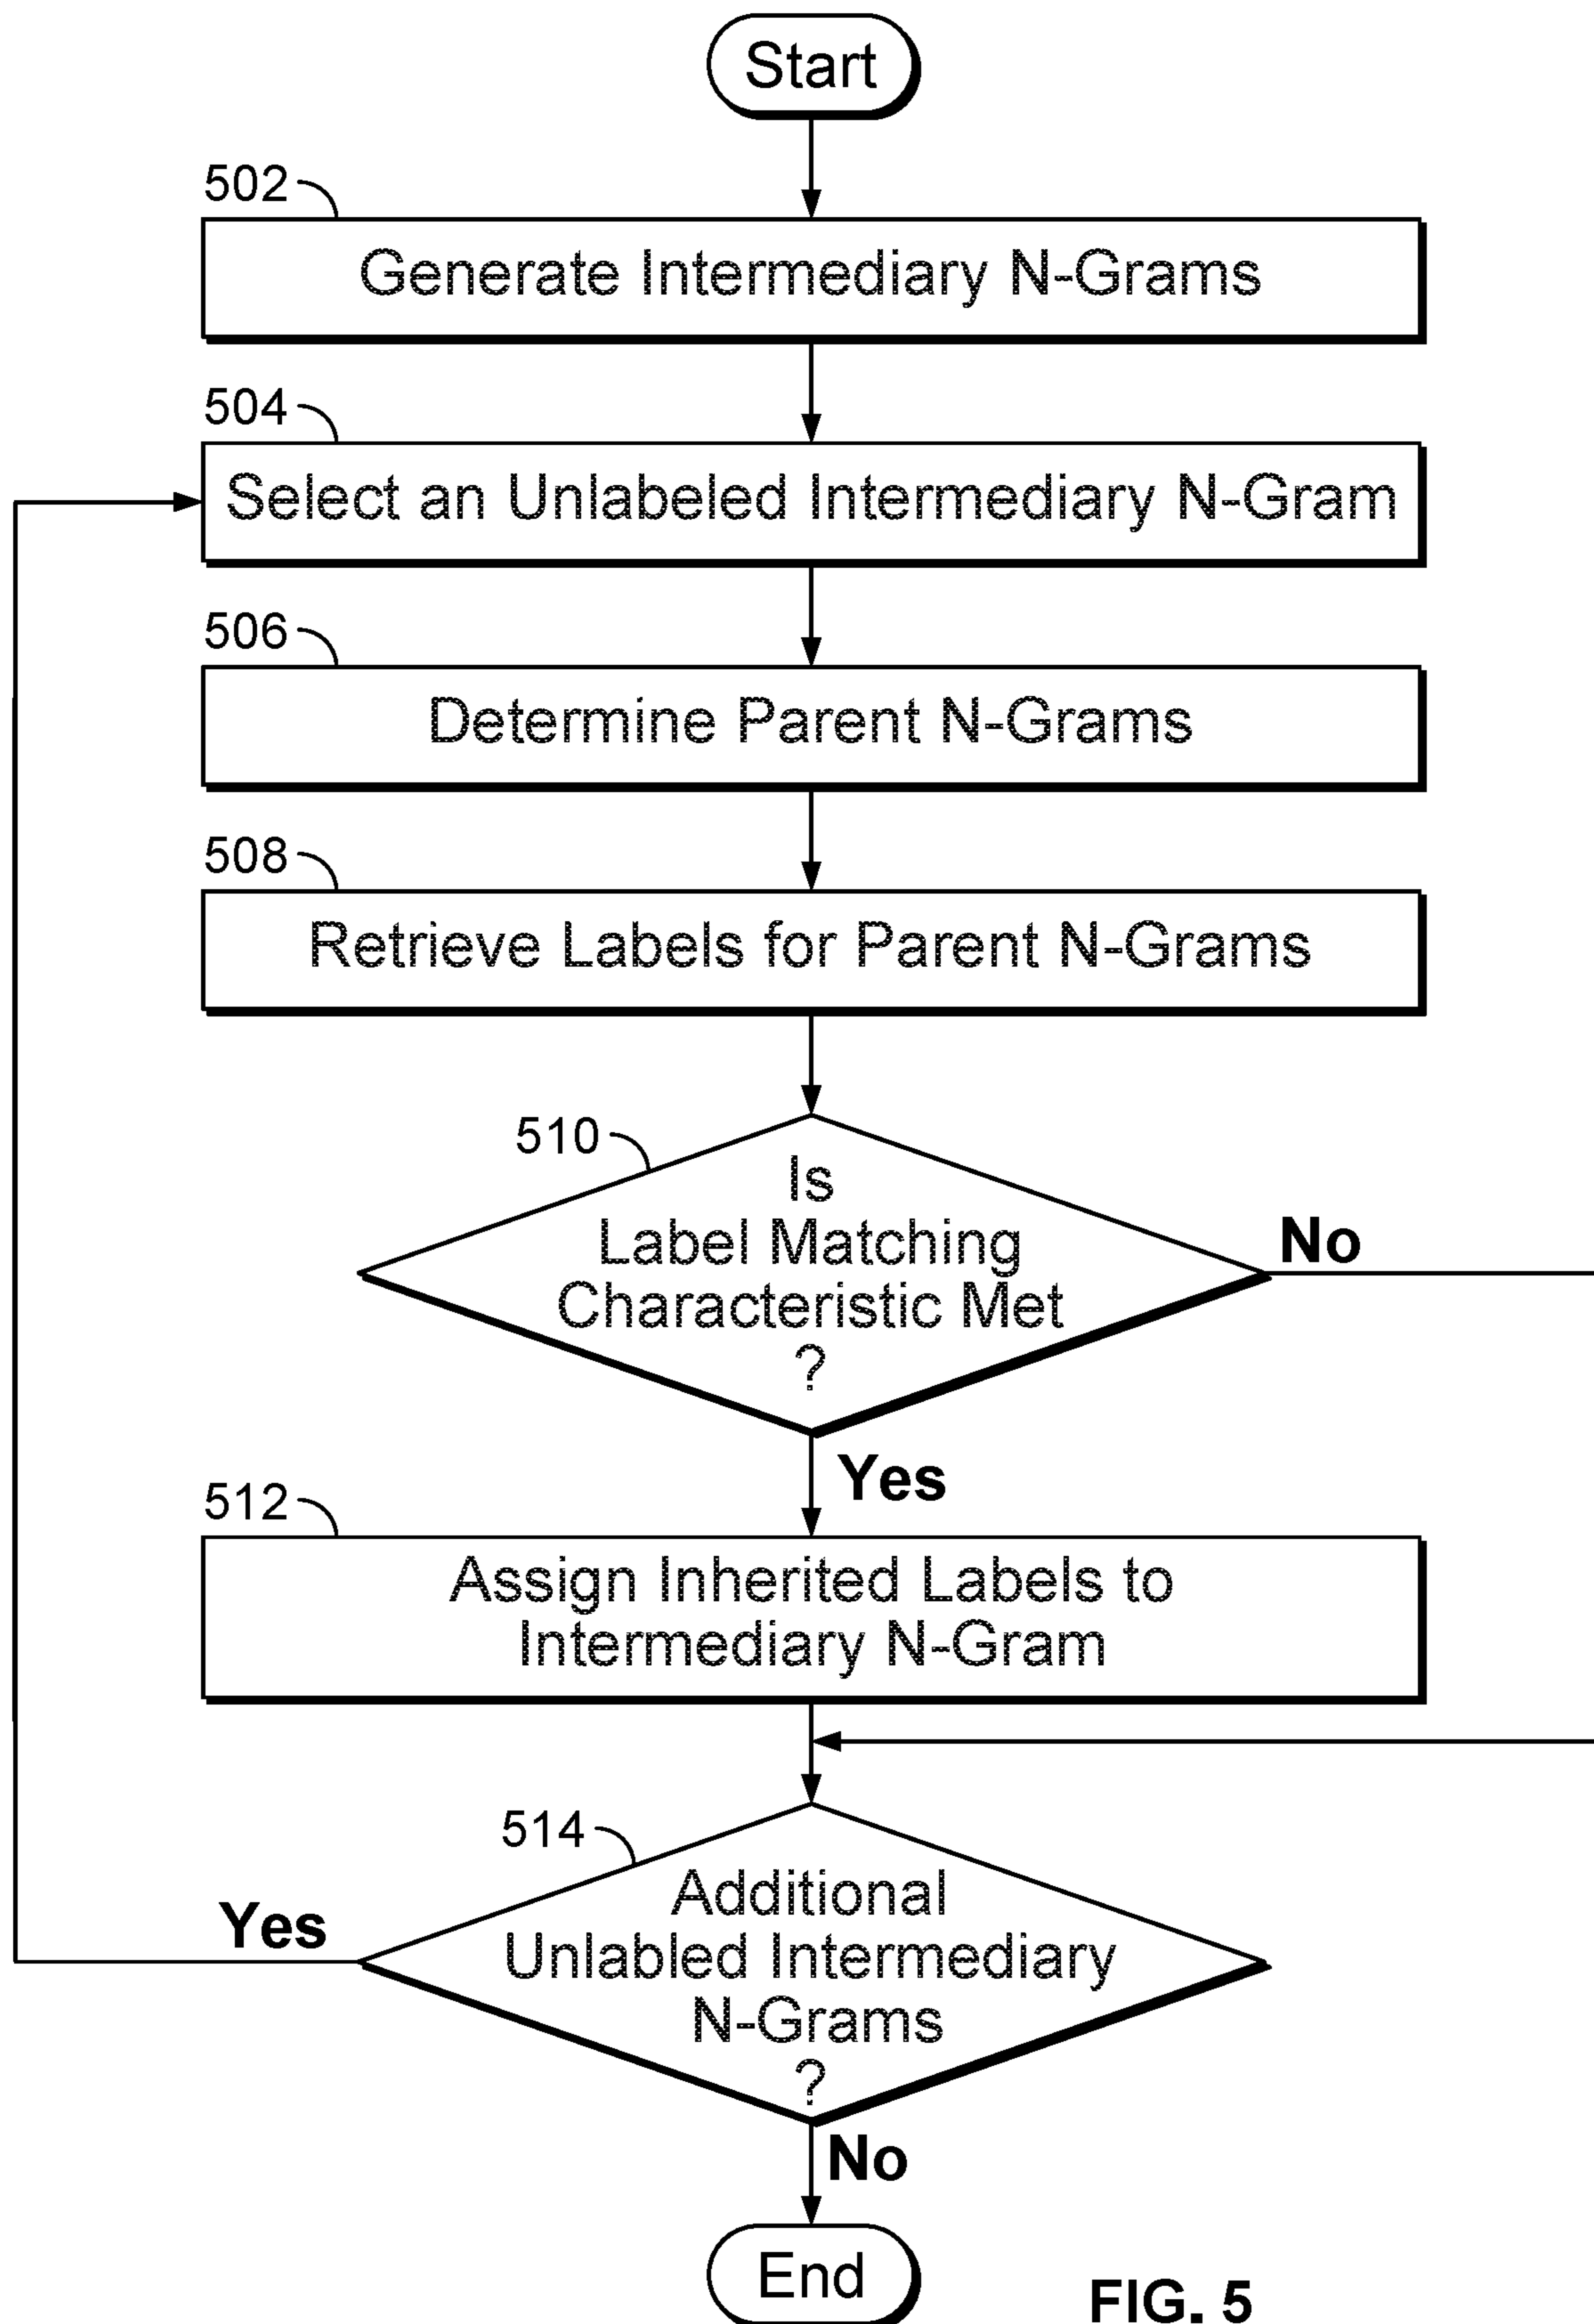 Start
502
Generate Intermediary N-Grams
504
Select an Unlabeled Intermediary N-Gram
506
Determine Parent N-Grams
508
Retrieve Labels for Parent N-Grams
510
Is
Label Matching
Characteristic Met
?
No
Yes
512
Assign Inherited Labels to
Intermediary N-Gram
514
Additional
Unlabled Intermediary
N-Grams
?
Yes
No
End
FIG. 5